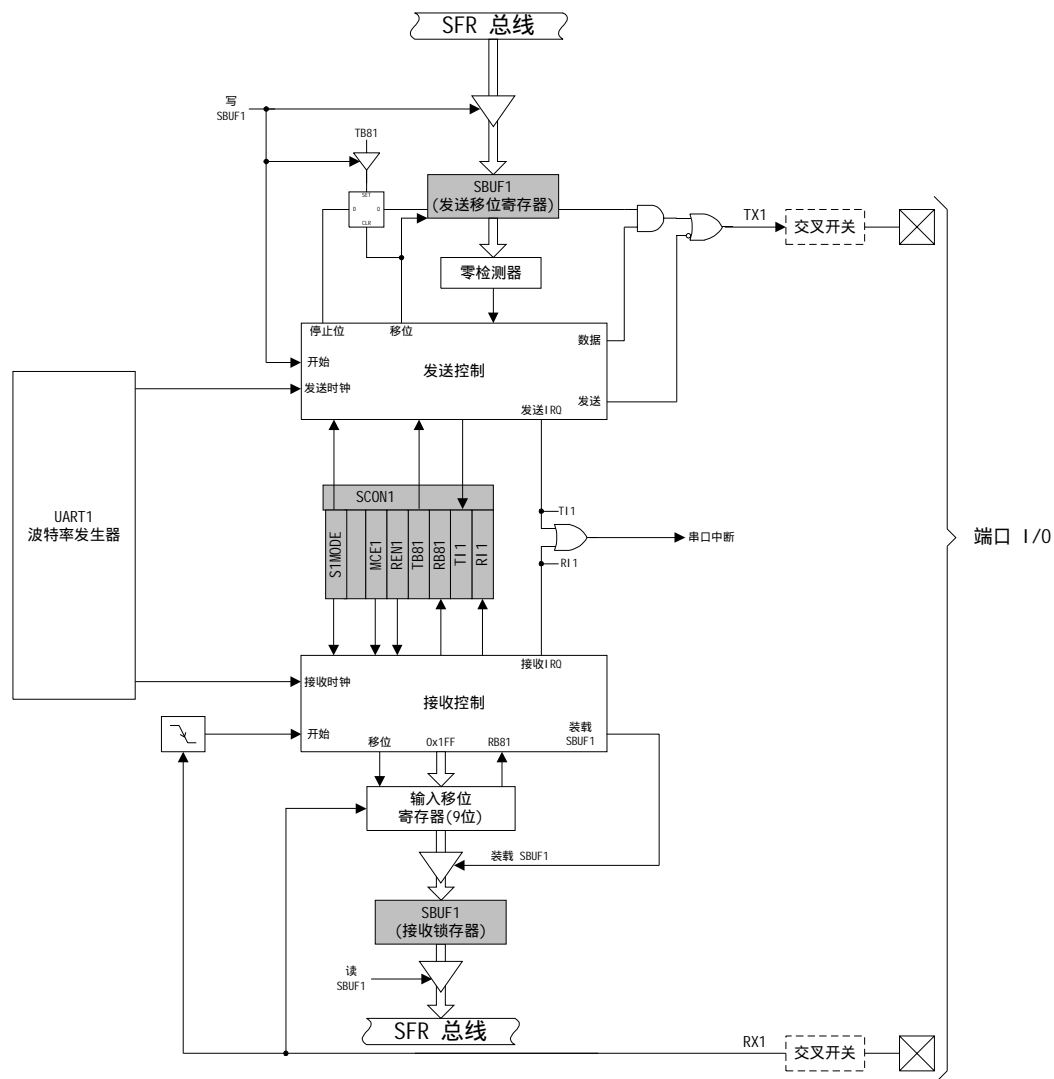 SFR 总线
写
SBUF1
TB81
SET
D
Q
CLR
SBUF1
(发送移位寄存器)
TX1
交叉开关
零检测器
停止位
移位
数据
开始
发送控制
发送时钟
发送
发送IRQ
UART1
波特率发生器
SCON1
S1MODE
MCE1
REN1
TB81
RB81
TI1
RI1
TI1
串口中断
RI1
端口 I/O
接收IRQ
接收时钟
接收控制
开始
装载
SBUF1
移位
0x1FF
RB81
输入移位
寄存器(9位)
装载 SBUF1
SBUF1
(接收锁存器)
读
SBUF1
SFR 总线
RX1
交叉开关